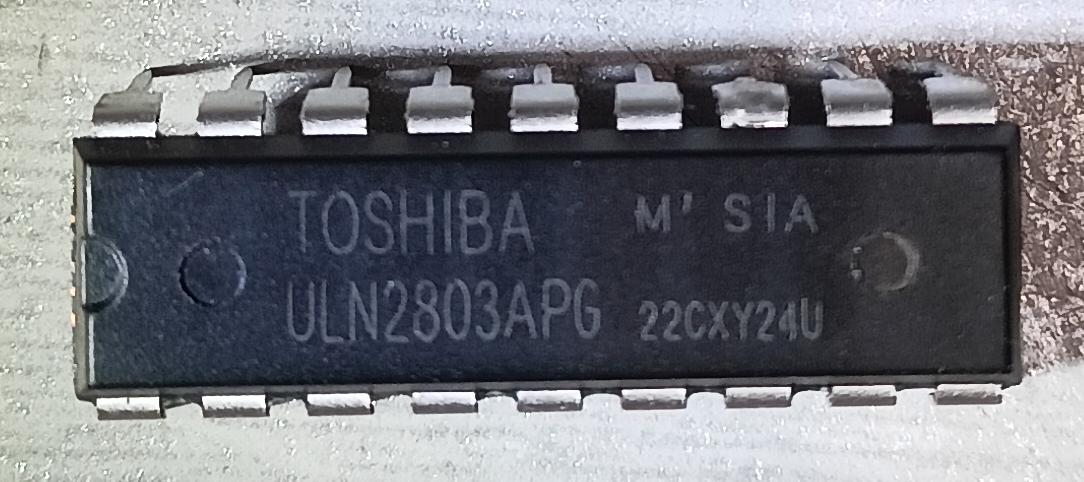 TOSHIBA M' SIA
ULN2803APG 22CXY24U